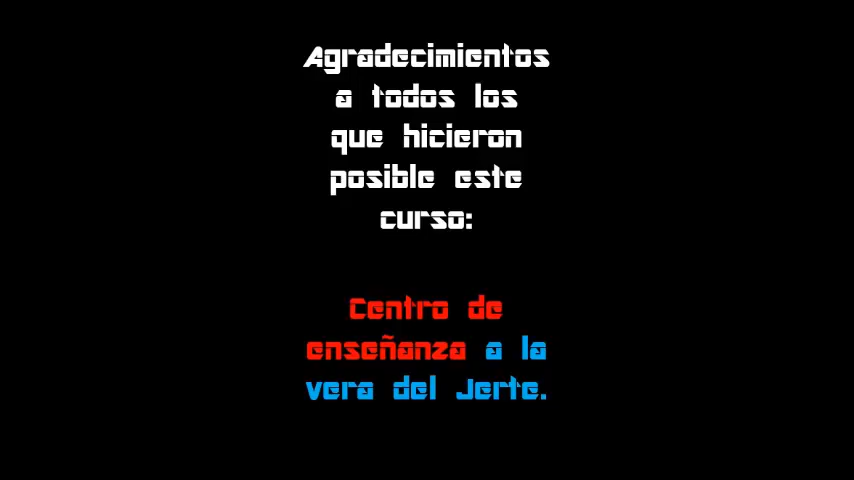 Agradecimientos
a todos los
que hicieron
posible este
curso:
Centro de
enseñanza a la
vera del Jerte.